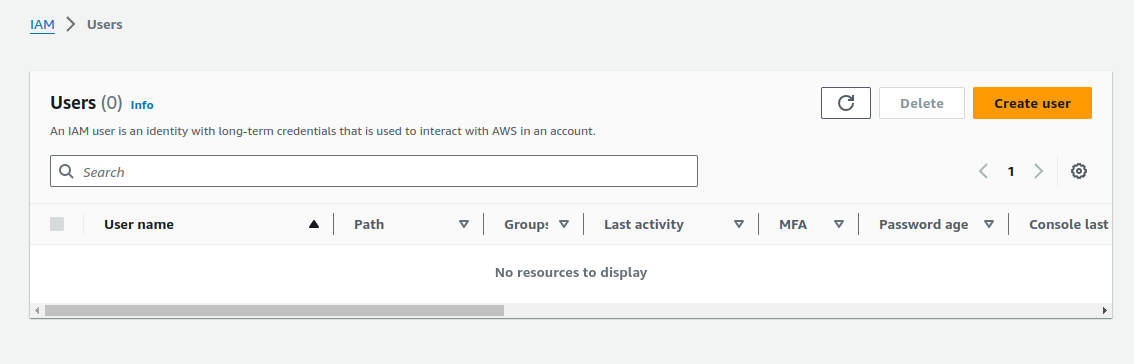 IAM > Users
Users (0) Info
Delete
Create user
An IAM user is an identity with long-term credentials that is used to interact with AWS in an account.
Search
1
User name
Path
Groups
Last activity
MFA
Password age
Console last
No resources to display